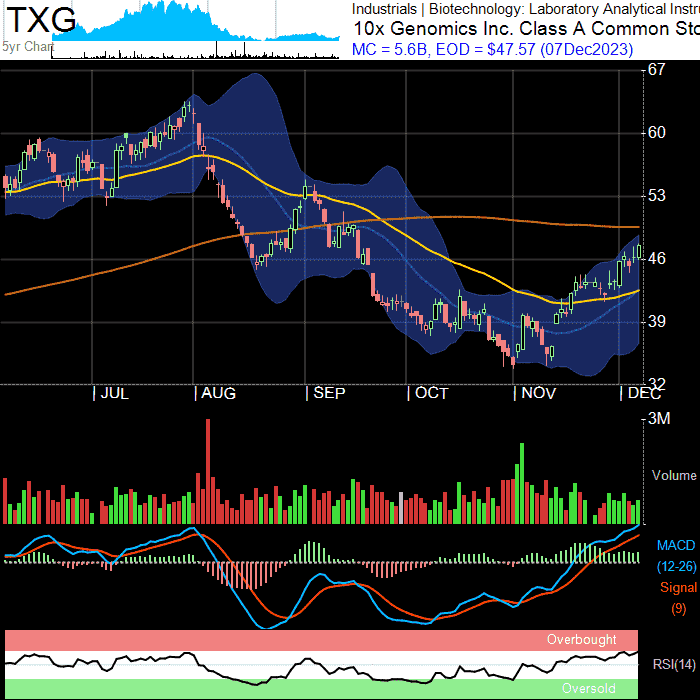 TXG
5yr Chart
Industrials | Biotechnology: Laboratory Analytical Instru
10x Genomics Inc. Class A Common Sto
MC = 5.6B, EOD = $47.57 (07Dec2023)
67
60
53
46
39
32
JUL
AUG
SEP
OCT
NOV
DEC
3M
Volume
MACD
(12-26)
Signal
(9)
Overbought
RSI(14)
Oversold